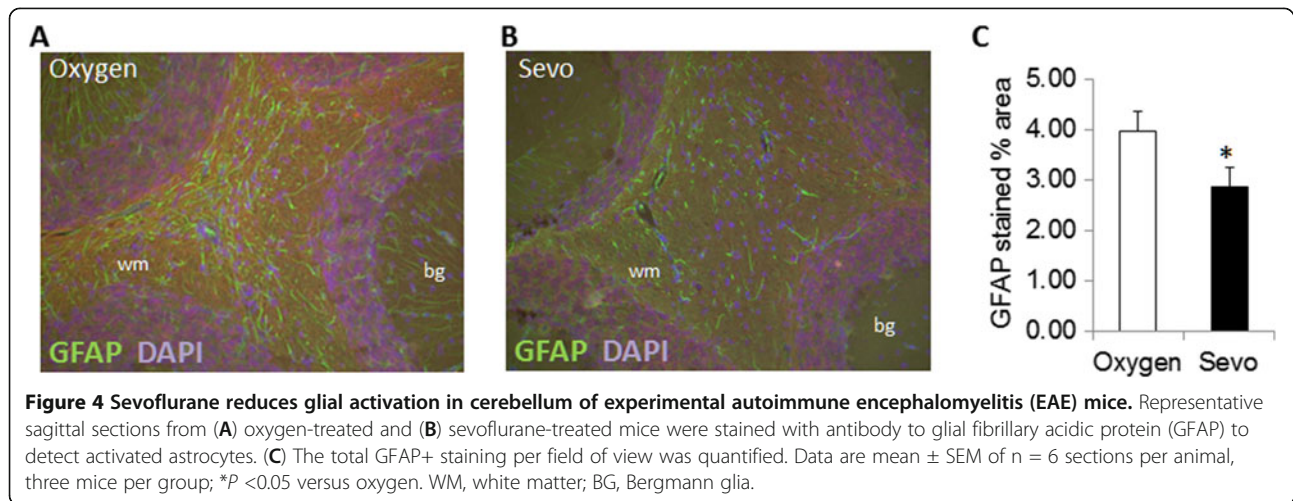 A
B
C
Oxygen
wm
bg
GFAP DAPI
Sevo
wm
bg
GFAP DAPI
GFAP stained % area
5.00
4.00
3.00
2.00
1.00
0.00
*
Oxygen Sevo
Figure 4 Sevoflurane reduces glial activation in cerebellum of experimental autoimmune encephalomyelitis (EAE) mice. Representative
sagittal sections from (A) oxygen-treated and (B) sevoflurane-treated mice were stained with antibody to glial fibrillary acidic protein (GFAP) to
detect activated astrocytes. (C) The total GFAP+ staining per field of view was quantified. Data are mean ± SEM of n = 6 sections per animal,
three mice per group; *P <0.05 versus oxygen. WM, white matter; BG, Bergmann glia.